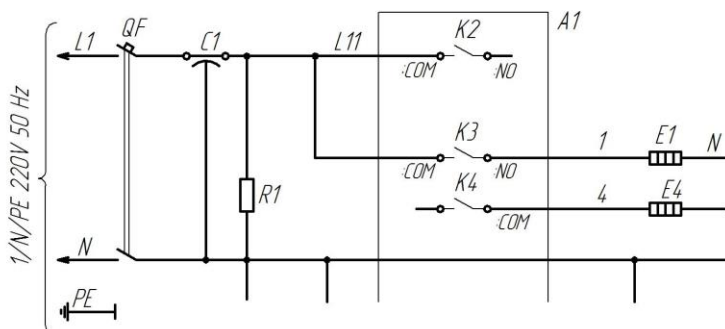 1/N/PE 220V 50 Hz
L1 QF C1 L11 K2 A1
:COM :NO
K3 1 E1 N
:COM :NO
R1 K4 4 E4
:COM
N
PE